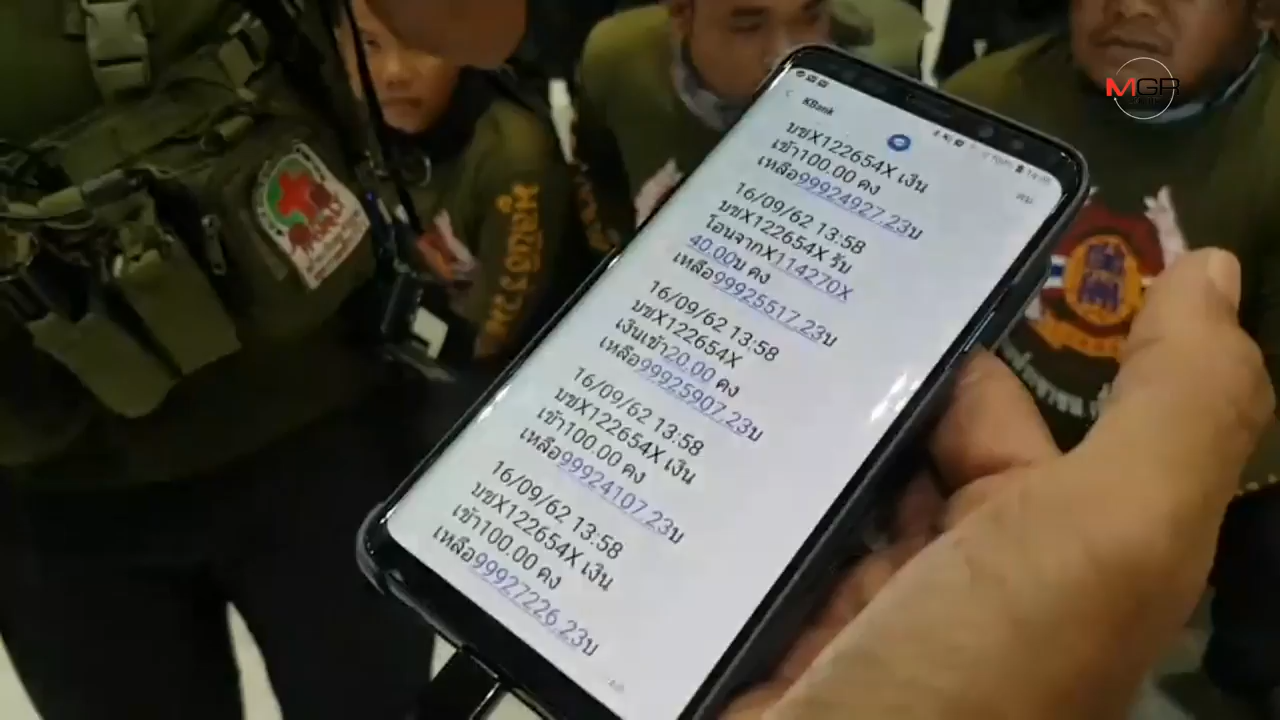 MGR
KBank
บชX122654X เงิน
เข้า100.00 คง
เหลือ99924927.23บ
16/09/62 13:58
บชX122654X รับ
โอนจากX114270X
40.00บ คง
เหลือ99925517.23บ
16/09/62 13:58
บชX122654X
เงินเข้า20.00 คง
เหลือ99925907.23บ
16/09/62 13:58
บชX122654X เงิน
เข้า100.00 คง
เหลือ99924107.23บ
16/09/62 13:58
บชX122654X เงิน
เข้า100.00 คง
เหลือ99927226.23บ